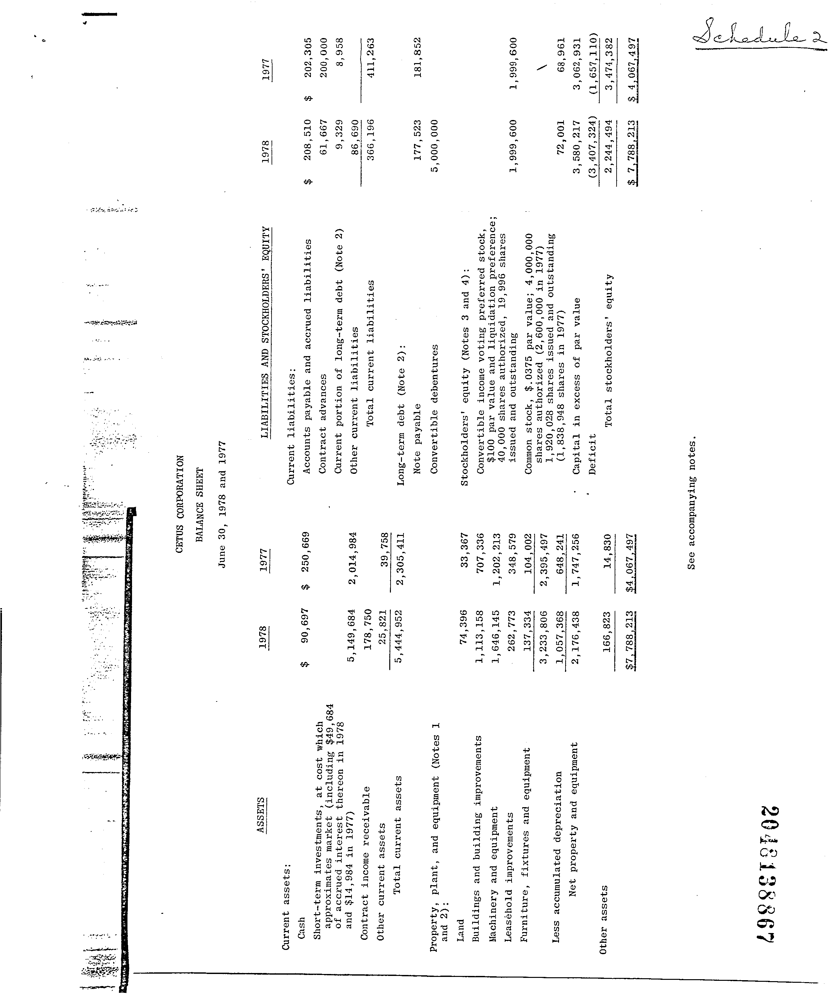 Schedule 2
CETUS CORPORATION
BALANCE SHEET
June 30, 1978 and 1977
ASSETS 1978 1977
Current assets:
Cash $ 90,697 $ 250,669
Short-term investments, at cost which
approximates market (including $49,684
of accrued interest thereon in 1978
and $14,984 in 1977) 5,149,684 2,014,984
Contract income receivable 178,750
Other current assets 25,821 39,758
Total current assets 5,444,952 2,305,411
Property, plant, and equipment (Notes 1
and 2):
Land 74,396 33,367
Buildings and building improvements 1,113,158 707,336
Machinery and equipment 1,646,145 1,202,213
Leasehold improvements 262,773 348,579
Furniture, fixtures and equipment 137,334 104,002
3,233,806 2,395,497
Less accumulated depreciation 1,057,368 648,241
Net property and equipment 2,176,438 1,747,256
Other assets 166,823 14,830
$7,788,213 $4,067,497
LIABILITIES AND STOCKHOLDERS' EQUITY 1978 1977
Current liabilities:
Accounts payable and accrued liabilities $ 208,510 $ 202,305
Contract advances 61,667 200,000
Current portion of long-term debt (Note 2) 9,329 8,958
Other current liabilities 86,690
Total current liabilities 366,196 411,263
Long-term debt (Note 2):
Note payable 177,523 181,852
Convertible debentures 5,000,000
Stockholders' equity (Notes 3 and 4):
Convertible income voting preferred stock,
$100 par value and liquidation preference;
40,000 shares authorized, 19,996 shares
issued and outstanding 1,999,600 1,999,600
Common stock, $.0375 par value; 4,000,000
shares authorized (2,600,000 in 1977)
1,920,028 shares issued and outstanding
(1,838,948 shares in 1977) 72,001 68,961
Capital in excess of par value 3,580,217 3,062,931
Deficit (3,407,324) (1,657,110)
Total stockholders' equity 2,244,494 3,474,382
$ 7,788,213 $ 4,067,497
See accompanying notes.
2048138867